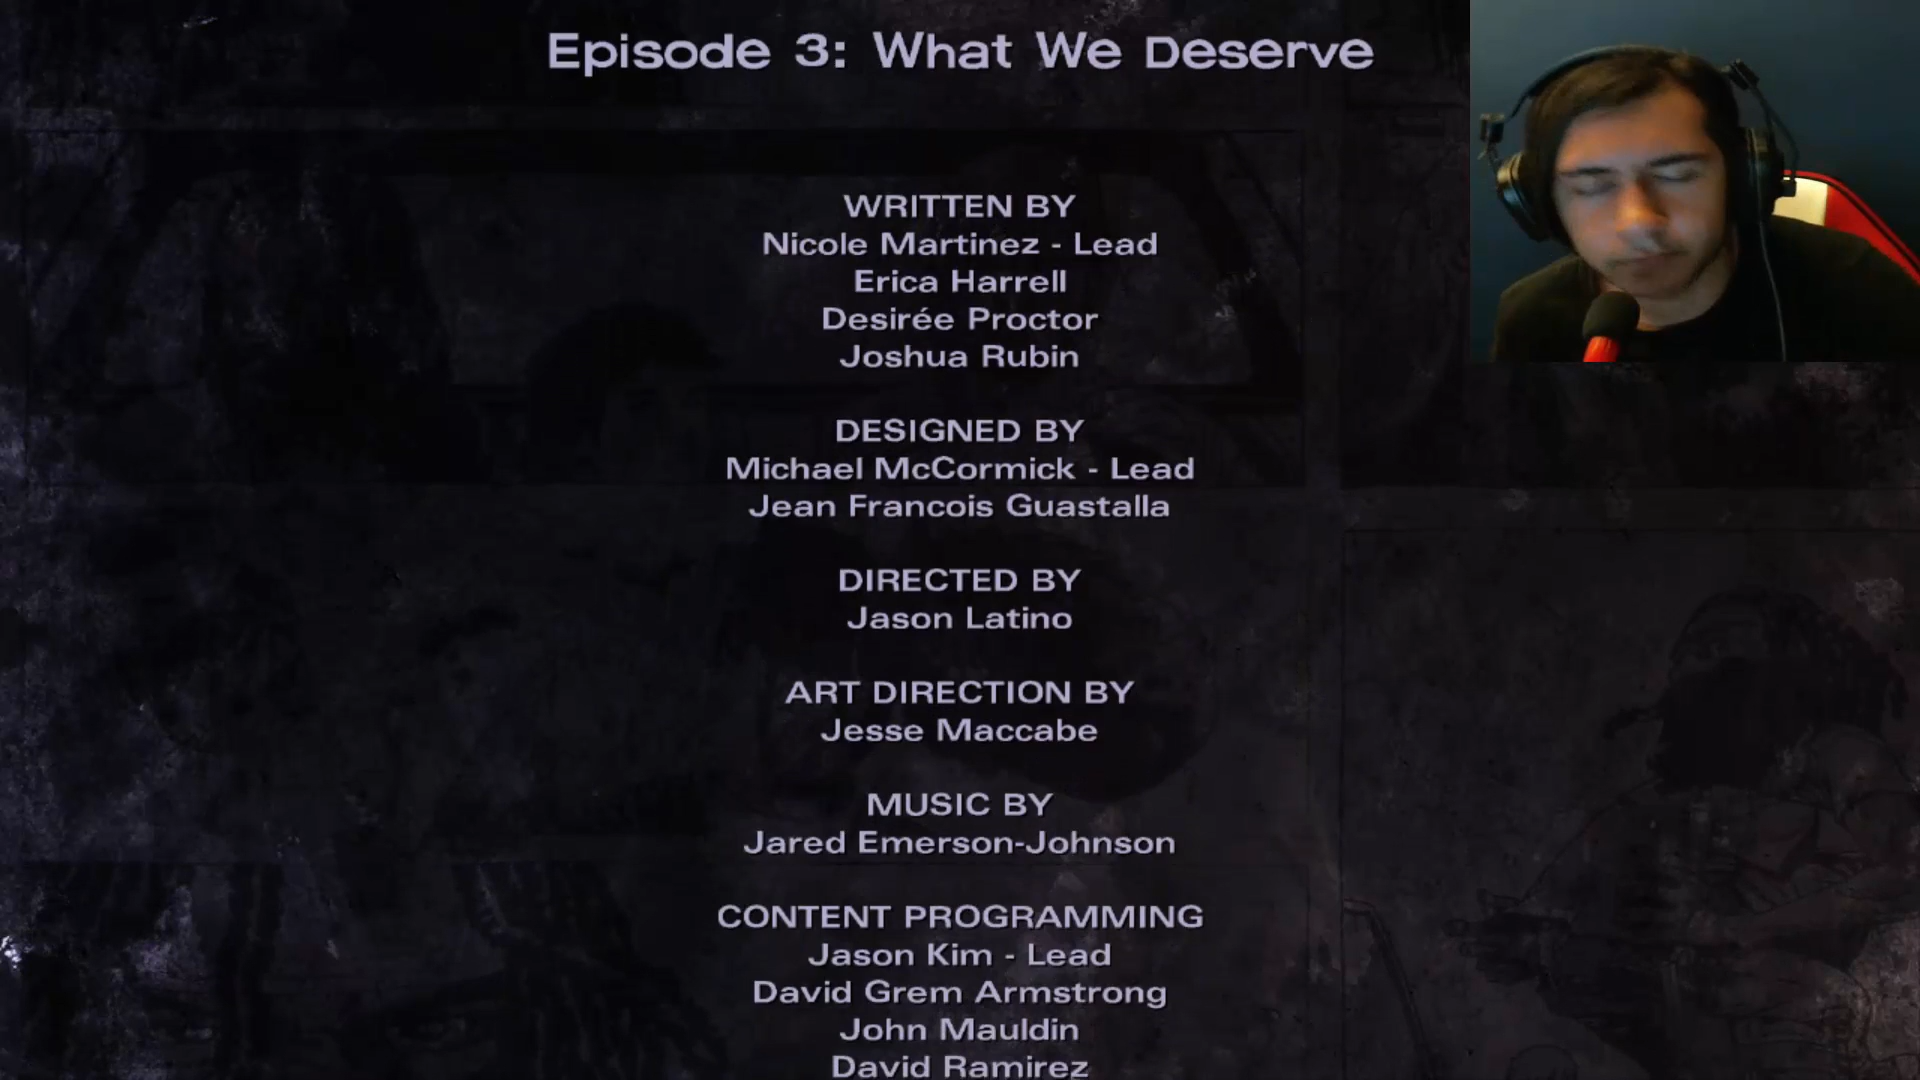 Episode 3: What We Deserve
WRITTEN BY
Nicole Martinez - Lead
Erica Harrell
Desirée Proctor
Joshua Rubin
DESIGNED BY
Michael McCormick - Lead
Jean Francois Guastalla
DIRECTED BY
Jason Latino
ART DIRECTION BY
Jesse Maccabe
MUSIC BY
Jared Emerson-Johnson
CONTENT PROGRAMMING
Jason Kim - Lead
David Grem Armstrong
John Mauldin
David Ramirez